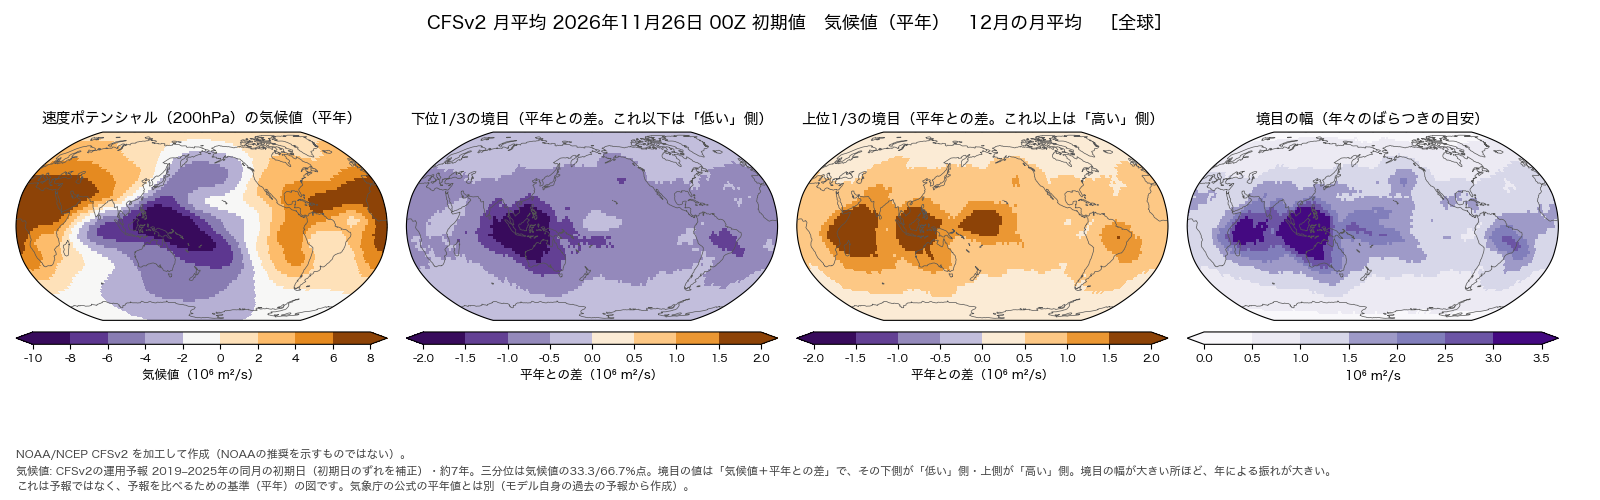 CFSv2 月平均 2026年11月26日 00Z 初期値　気候値（平年）　12月の月平均　［全球］
速度ポテンシャル（200hPa）の気候値（平年）
下位1/3の境目（平年との差。これ以下は「低い」側）
上位1/3の境目（平年との差。これ以上は「高い」側）
境目の幅（年々のばらつきの目安）
-10 -8 -6 -4 -2 0 2 4 6 8
-2.0 -1.5 -1.0 -0.5 0.0 0.5 1.0 1.5 2.0
-2.0 -1.5 -1.0 -0.5 0.0 0.5 1.0 1.5 2.0
0.0 0.5 1.0 1.5 2.0 2.5 3.0 3.5
気候値（10⁶ m²/s）
平年との差（10⁶ m²/s）
平年との差（10⁶ m²/s）
10⁶ m²/s
NOAA/NCEP CFSv2 を加工して作成（NOAAの推奨を示すものではない）。
気候値: CFSv2の運用予報 2019–2025年の同月の初期日（初期日のずれを補正）・約7年。三分位は気候値の33.3/66.7%点。境目の値は「気候値＋平年との差」で、その下側が「低い」側・上側が「高い」側。境目の幅が大きい所ほど、年による振れが大きい。
これは予報ではなく、予報を比べるための基準（平年）の図です。気象庁の公式の平年値とは別（モデル自身の過去の予報から作成）。